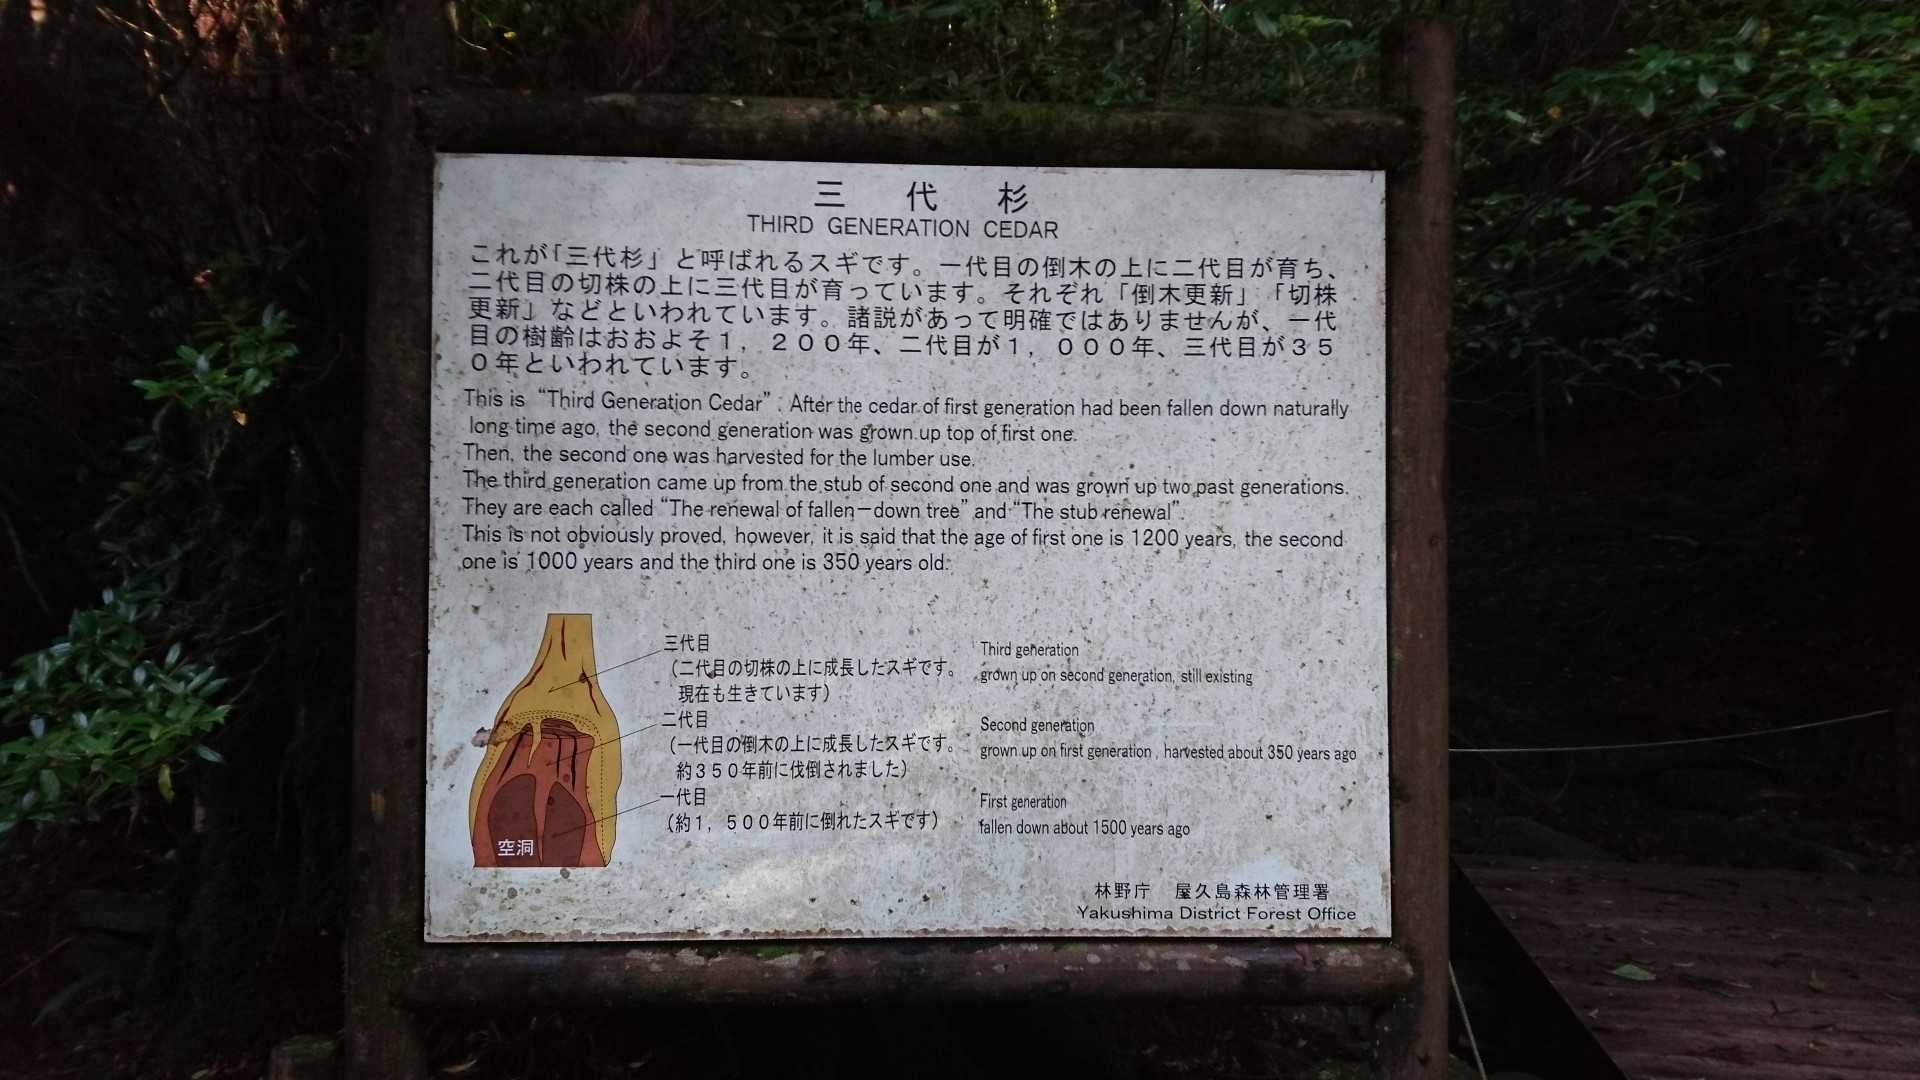 三代杉
THIRD GENERATION CEDAR
これが「三代杉」と呼ばれるスギです。一代目の倒木の上に二代目が育ち、
二代目の切株の上に三代目が育っています。それぞれ「倒木更新」「切株
更新」などといわれています。諸説があって明確ではありませんが、一代
目の樹齢はおおよそ１，２００年、二代目が１，０００年、三代目が３５
０年といわれています。
This is “Third Generation Cedar”. After the cedar of first generation had been fallen down naturally
long time ago, the second generation was grown up top of first one.
Then, the second one was harvested for the lumber use.
The third generation came up from the stub of second one and was grown up two past generations.
They are each called “The renewal of fallen－down tree” and “The stub renewal”.
This is not obviously proved, however, it is said that the age of first one is 1200 years, the second
one is 1000 years and the third one is 350 years old.
三代目
（二代目の切株の上に成長したスギです。
現在も生きています）
Third generation
grown up on second generation, still existing
二代目
（一代目の倒木の上に成長したスギです。
約３５０年前に伐倒されました）
Second generation
grown up on first generation , harvested about 350 years ago
一代目
（約１，５００年前に倒れたスギです）
First generation
fallen down about 1500 years ago
空洞
林野庁　屋久島森林管理署
Yakushima District Forest Office